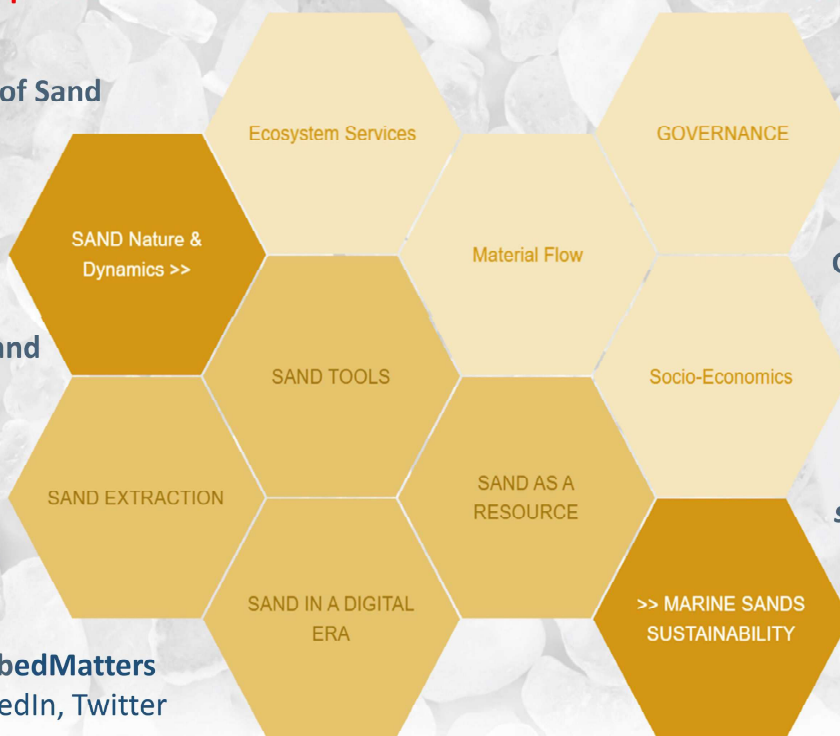 of Sand
Ecosystem Services
GOVERNANCE
SAND Nature &
Dynamics >>
Material Flow
SAND TOOLS
Socio-Economics
SAND EXTRACTION
SAND AS A
RESOURCE
SAND IN A DIGITAL
ERA
>> MARINE SANDS
SUSTAINABILITY
bedMatters
edIn, Twitter